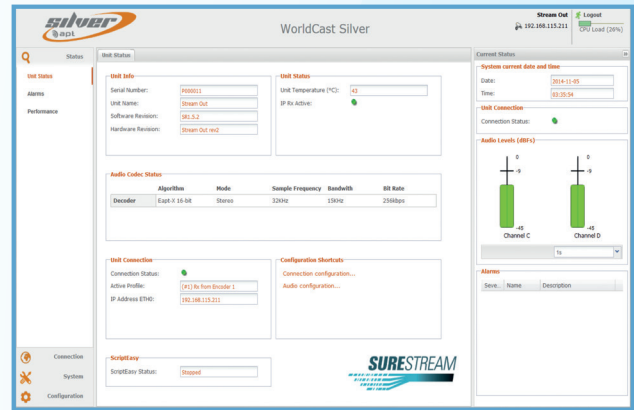 silver
apt
WorldCast Silver
Stream Out
192.168.115.211
Logout
CPU Load (26%)
Status
Unit Status
Alarms
Performance
Connection
System
Configuration
Unit Status
Unit Info
Serial Number: P000011
Unit Name: Stream Out
Software Revision: SR1.5.2
Hardware Revision: Stream Out rev2
Unit Status
Unit Temperature (°C): 43
IP Rx Active:
Audio Codec Status
Algorithm Mode Sample Frequency Bandwith Bit Rate
Decoder Eapt-X 16-bit Stereo 32KHz 15KHz 256kbps
Unit Connection
Connection Status:
Active Profile: (#1) Rx from Encoder 1
IP Address ETH0: 192.168.115.211
Configuration Shortcuts
Connection configuration...
Audio configuration...
ScriptEasy
ScriptEasy Status: Stopped
SURESTREAM
Current Status
System current date and time
Date: 2014-11-05
Time: 03:35:54
Unit Connection
Connection Status:
Audio Levels (dBFs)
0 0
-9 -9
-45 -45
Channel C Channel D
1s
Alarms
Seve... Name Description